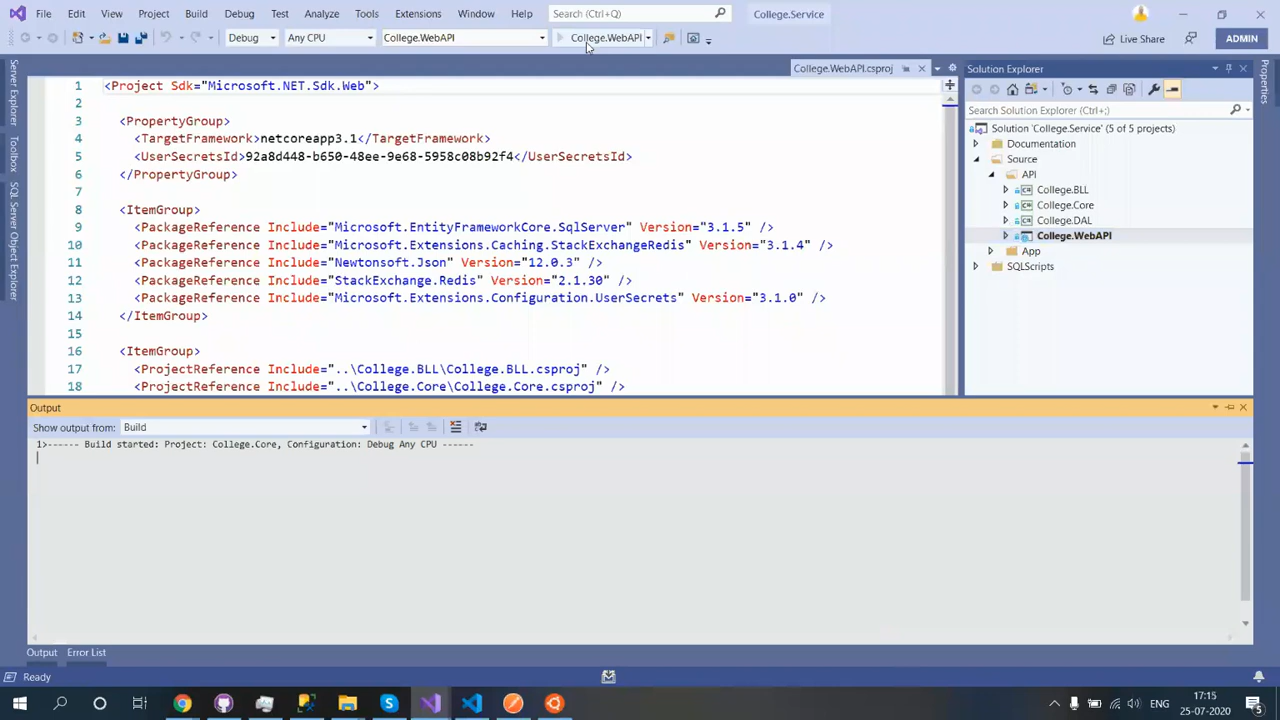 File Edit View Project Build Debug Test Analyze Tools Extensions Window Help Search (Ctrl+Q) College.Service
Debug Any CPU College.WebAPI College.WebAPI Live Share ADMIN
Server Explorer
Toolbox
SQL Server Object Explorer
College.WebAPI.csproj
1 <Project Sdk="Microsoft.NET.Sdk.Web">
2
3 <PropertyGroup>
4 <TargetFramework>netcoreapp3.1</TargetFramework>
5 <UserSecretsId>92a8d448-b650-48ee-9e68-5958c08b92f4</UserSecretsId>
6 </PropertyGroup>
7
8 <ItemGroup>
9 <PackageReference Include="Microsoft.EntityFrameworkCore.SqlServer" Version="3.1.5" />
10 <PackageReference Include="Microsoft.Extensions.Caching.StackExchangeRedis" Version="3.1.4" />
11 <PackageReference Include="Newtonsoft.Json" Version="12.0.3" />
12 <PackageReference Include="StackExchange.Redis" Version="2.1.30" />
13 <PackageReference Include="Microsoft.Extensions.Configuration.UserSecrets" Version="3.1.0" />
14 </ItemGroup>
15
16 <ItemGroup>
17 <ProjectReference Include="..\College.BLL\College.BLL.csproj" />
18 <ProjectReference Include="..\College.Core\College.Core.csproj" />
Solution Explorer
Search Solution Explorer (Ctrl+;)
Solution 'College.Service' (5 of 5 projects)
Documentation
Source
API
College.BLL
College.Core
College.DAL
College.WebAPI
App
SQLScripts
Properties
Output
Show output from: Build
1>------ Build started: Project: College.Core, Configuration: Debug Any CPU ------
Output Error List
Ready
ENG
17:15
25-07-2020
5